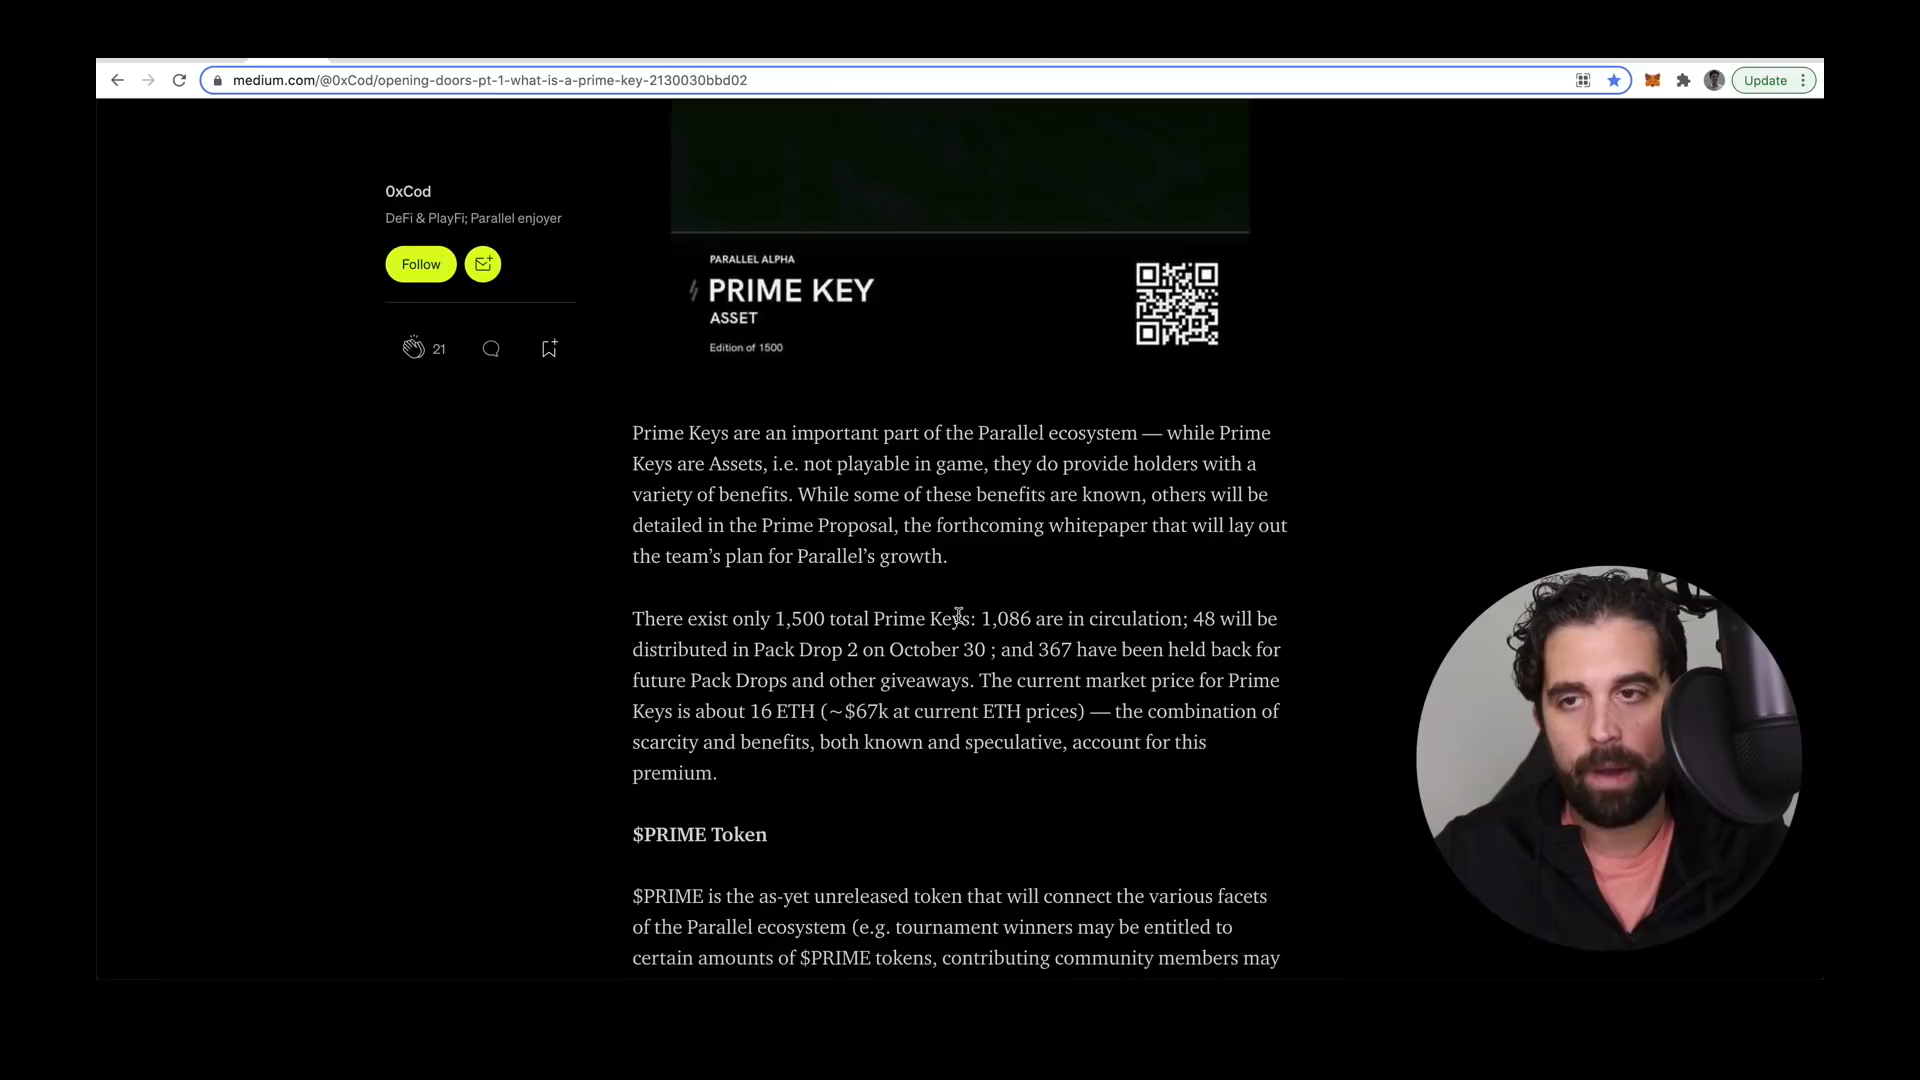 medium.com/@0xCod/opening-doors-pt-1-what-is-a-prime-key-2130030bbd02
Update
0xCod
DeFi & PlayFi; Parallel enjoyer
Follow
21
PARALLEL ALPHA
PRIME KEY
ASSET
Edition of 1500
Prime Keys are an important part of the Parallel ecosystem — while Prime
Keys are Assets, i.e. not playable in game, they do provide holders with a
variety of benefits. While some of these benefits are known, others will be
detailed in the Prime Proposal, the forthcoming whitepaper that will lay out
the team’s plan for Parallel’s growth.
There exist only 1,500 total Prime Keys: 1,086 are in circulation; 48 will be
distributed in Pack Drop 2 on October 30 ; and 367 have been held back for
future Pack Drops and other giveaways. The current market price for Prime
Keys is about 16 ETH (~$67k at current ETH prices) — the combination of
scarcity and benefits, both known and speculative, account for this
premium.
$PRIME Token
$PRIME is the as-yet unreleased token that will connect the various facets
of the Parallel ecosystem (e.g. tournament winners may be entitled to
certain amounts of $PRIME tokens, contributing community members may